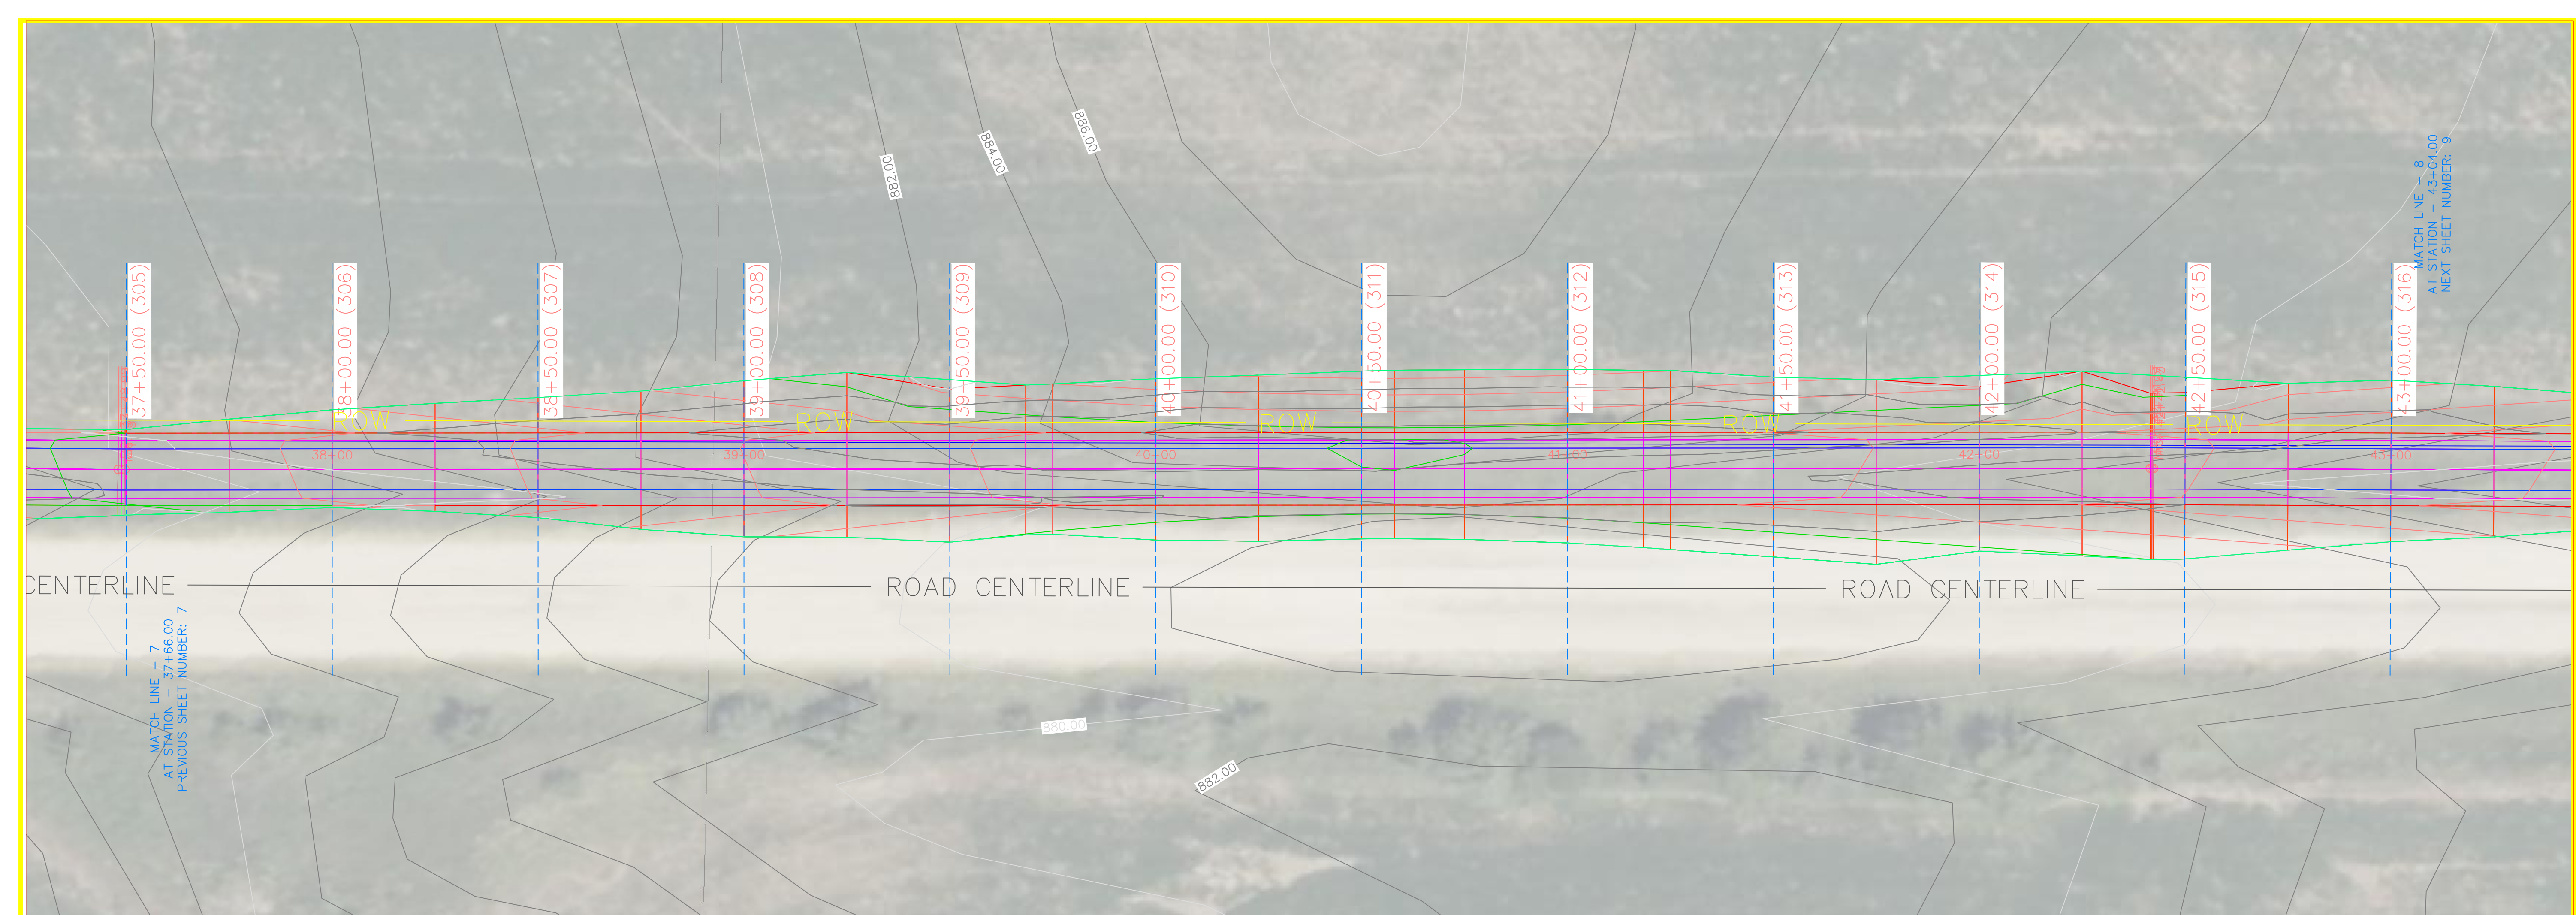 886.00
884.00
882.00
MATCH LINE - 8
AT STATION - 43+04.00
NEXT SHEET NUMBER: 9
37+50.00 (305)
38+00.00 (306)
38+50.00 (307)
39+00.00 (308)
39+50.00 (309)
40+00.00 (310)
40+50.00 (311)
41+00.00 (312)
41+50.00 (313)
42+00.00 (314)
42+50.00 (315)
43+00.00 (316)
ROW
ROW
ROW
ROW
ROW
38+00
39+00
40+00
41+00
42+00
43+00
CENTERLINE
ROAD CENTERLINE
ROAD CENTERLINE
MATCH LINE - 7
AT STATION - 37+66.00
PREVIOUS SHEET NUMBER: 7
880.00
882.00